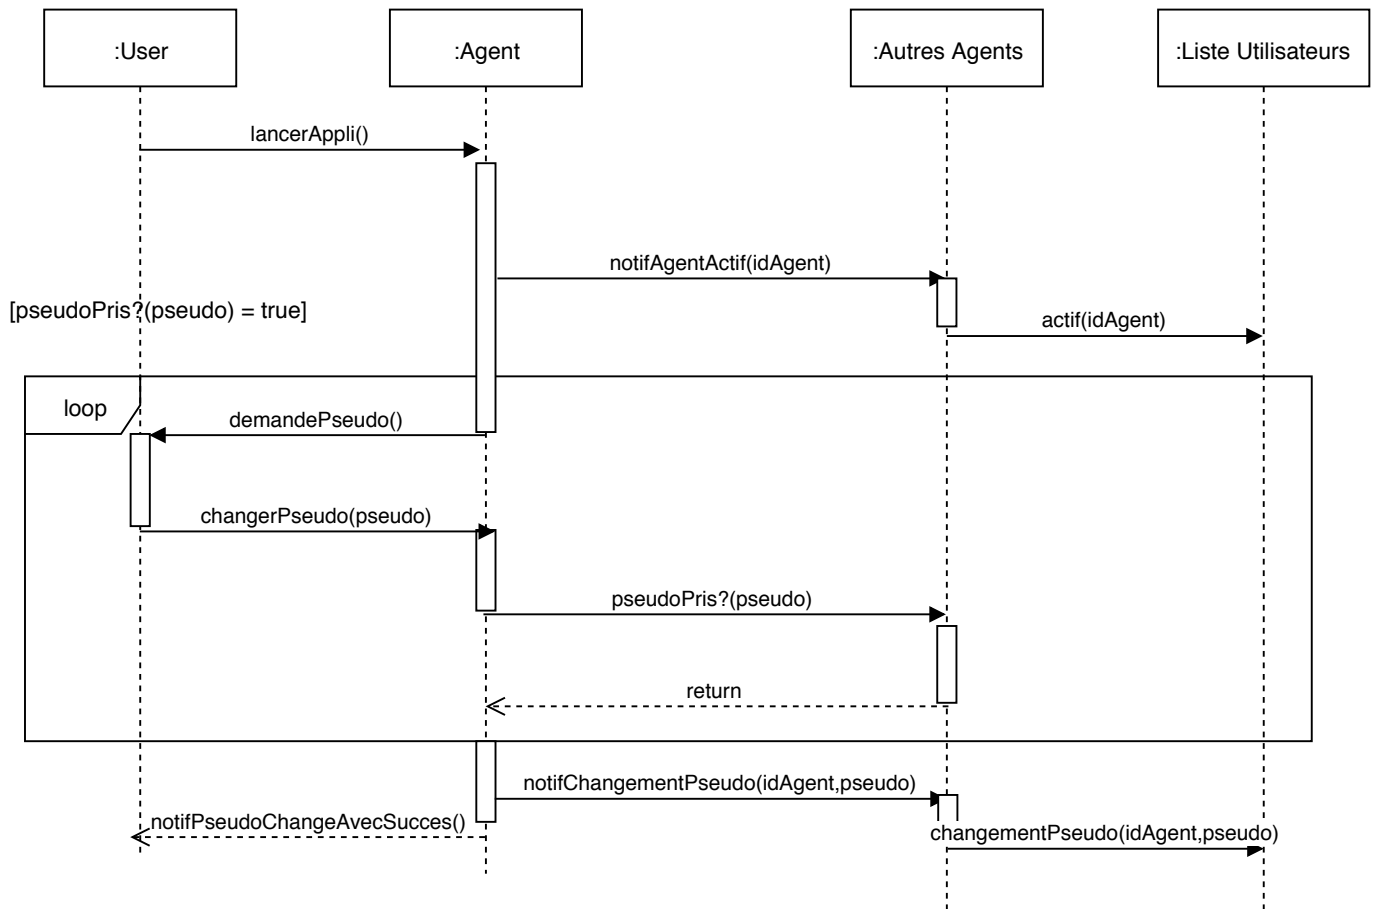 :User
:Agent
:Autres Agents
:Liste Utilisateurs
lancerAppli()
notifAgentActif(idAgent)
[pseudoPris?(pseudo) = true]
actif(idAgent)
loop
demandePseudo()
changerPseudo(pseudo)
pseudoPris?(pseudo)
return
notifChangementPseudo(idAgent,pseudo)
notifPseudoChangeAvecSucces()
changementPseudo(idAgent,pseudo)